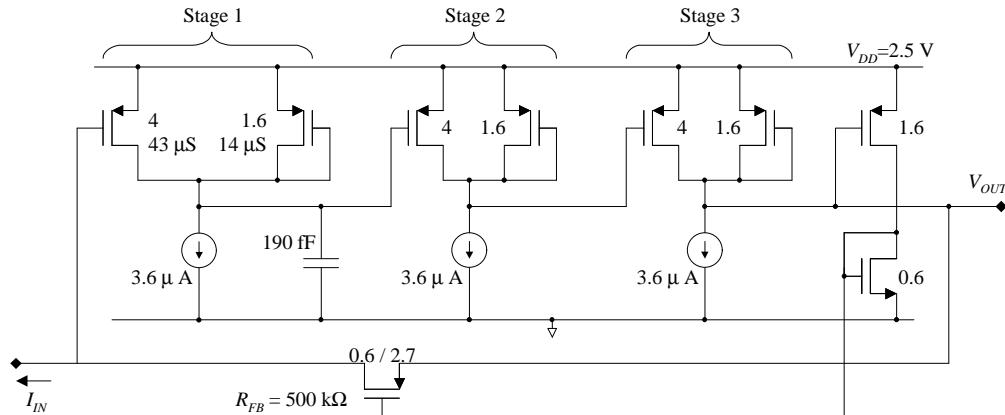 Stage 1
Stage 2
Stage 3
V_DD=2.5 V
4
43 µS
1.6
14 µS
4
1.6
4
1.6
1.6
V_OUT
190 fF
3.6 µ A
3.6 µ A
3.6 µ A
0.6
0.6 / 2.7
I_IN
R_FB = 500 kΩ